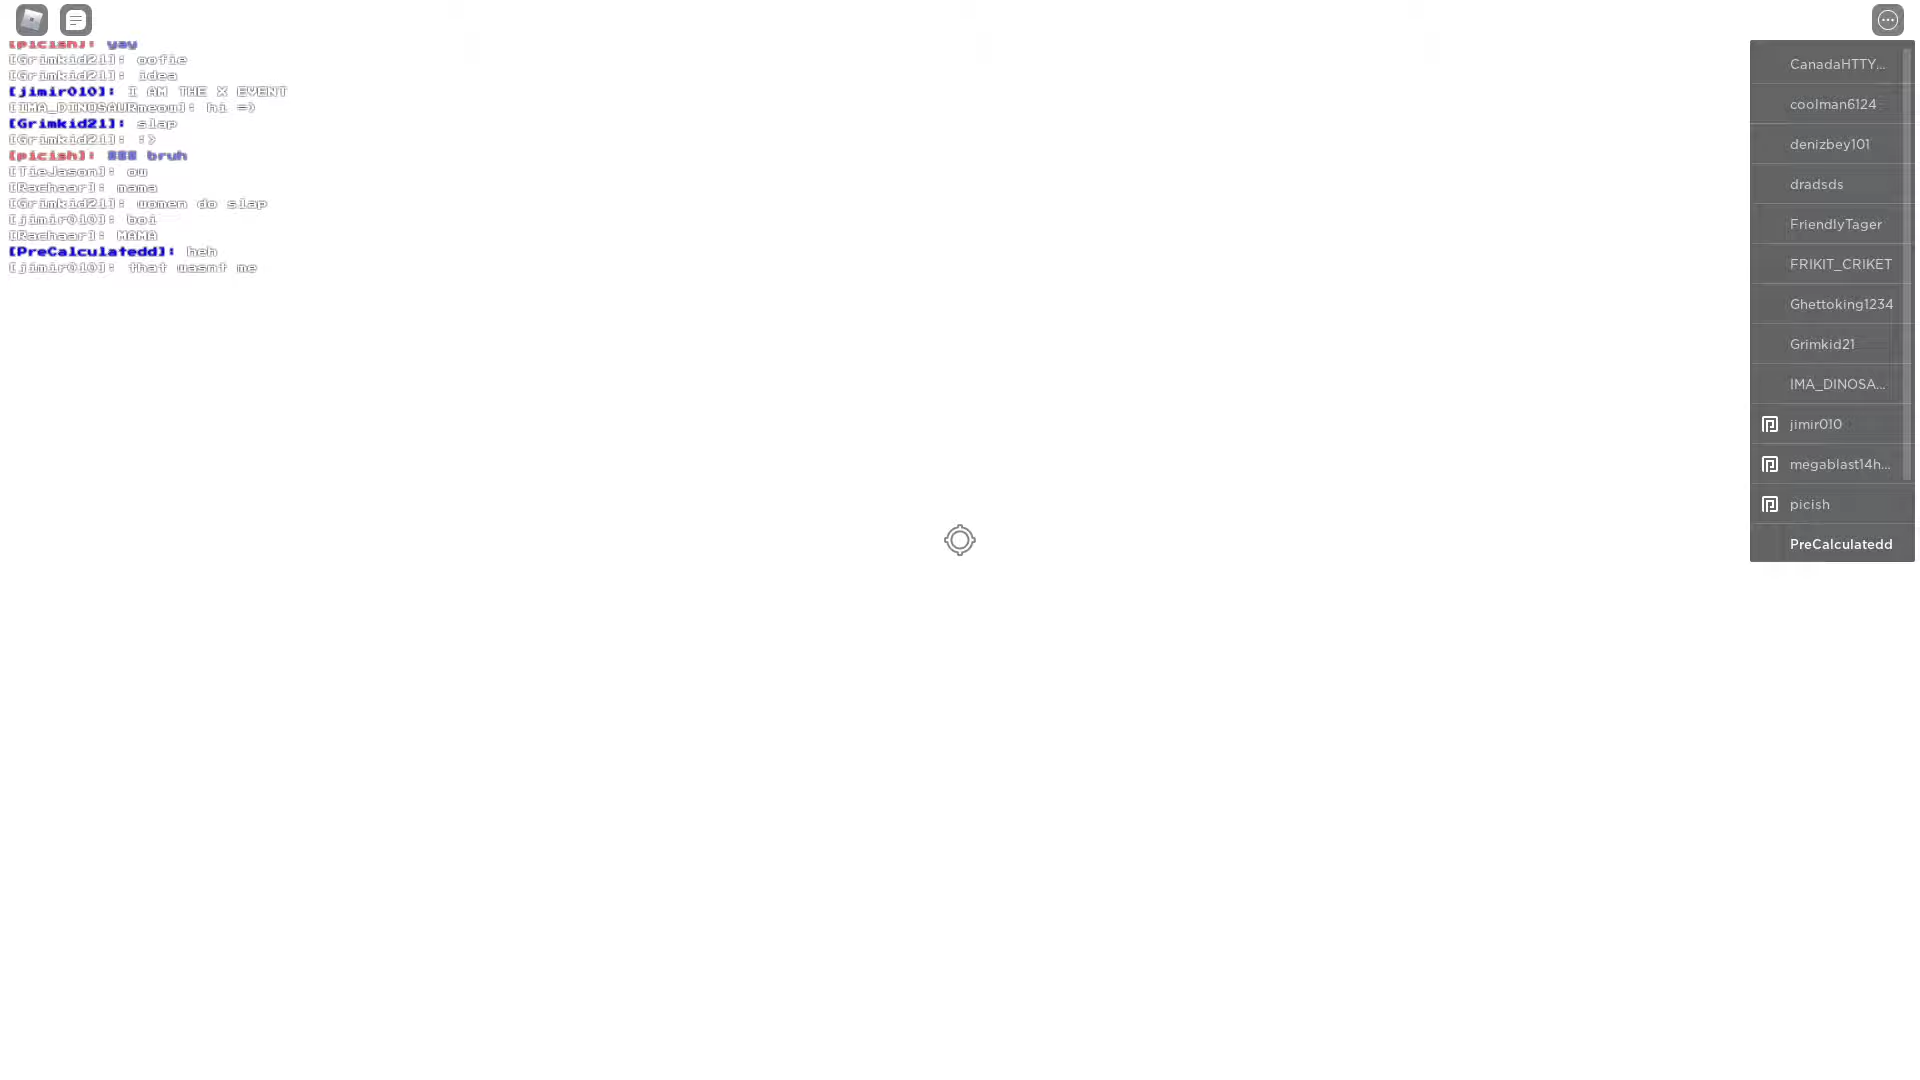 [picish]: yay
[Grimkid21]: oofie
[Grimkid21]: idea
[jimir010]: I AM THE X EVENT
[IMA_DINOSAURmeow]: hi =)
[Grimkid21]: slap
[Grimkid21]: :)
[picish]: ### bruh
[TieJason]: ow
[Rachaar]: mama
[Grimkid21]: women do slap
[jimir010]: boi
[Rachaar]: MAMA
[PreCalculatedd]: heh
[jimir010]: that wasnt me
CanadaHTTY...
coolman6124
denizbey101
dradsds
FriendlyTager
FRIKIT_CRIKET
Ghettoking1234
Grimkid21
IMA_DINOSA...
jimir010
megablast14h...
picish
PreCalculatedd